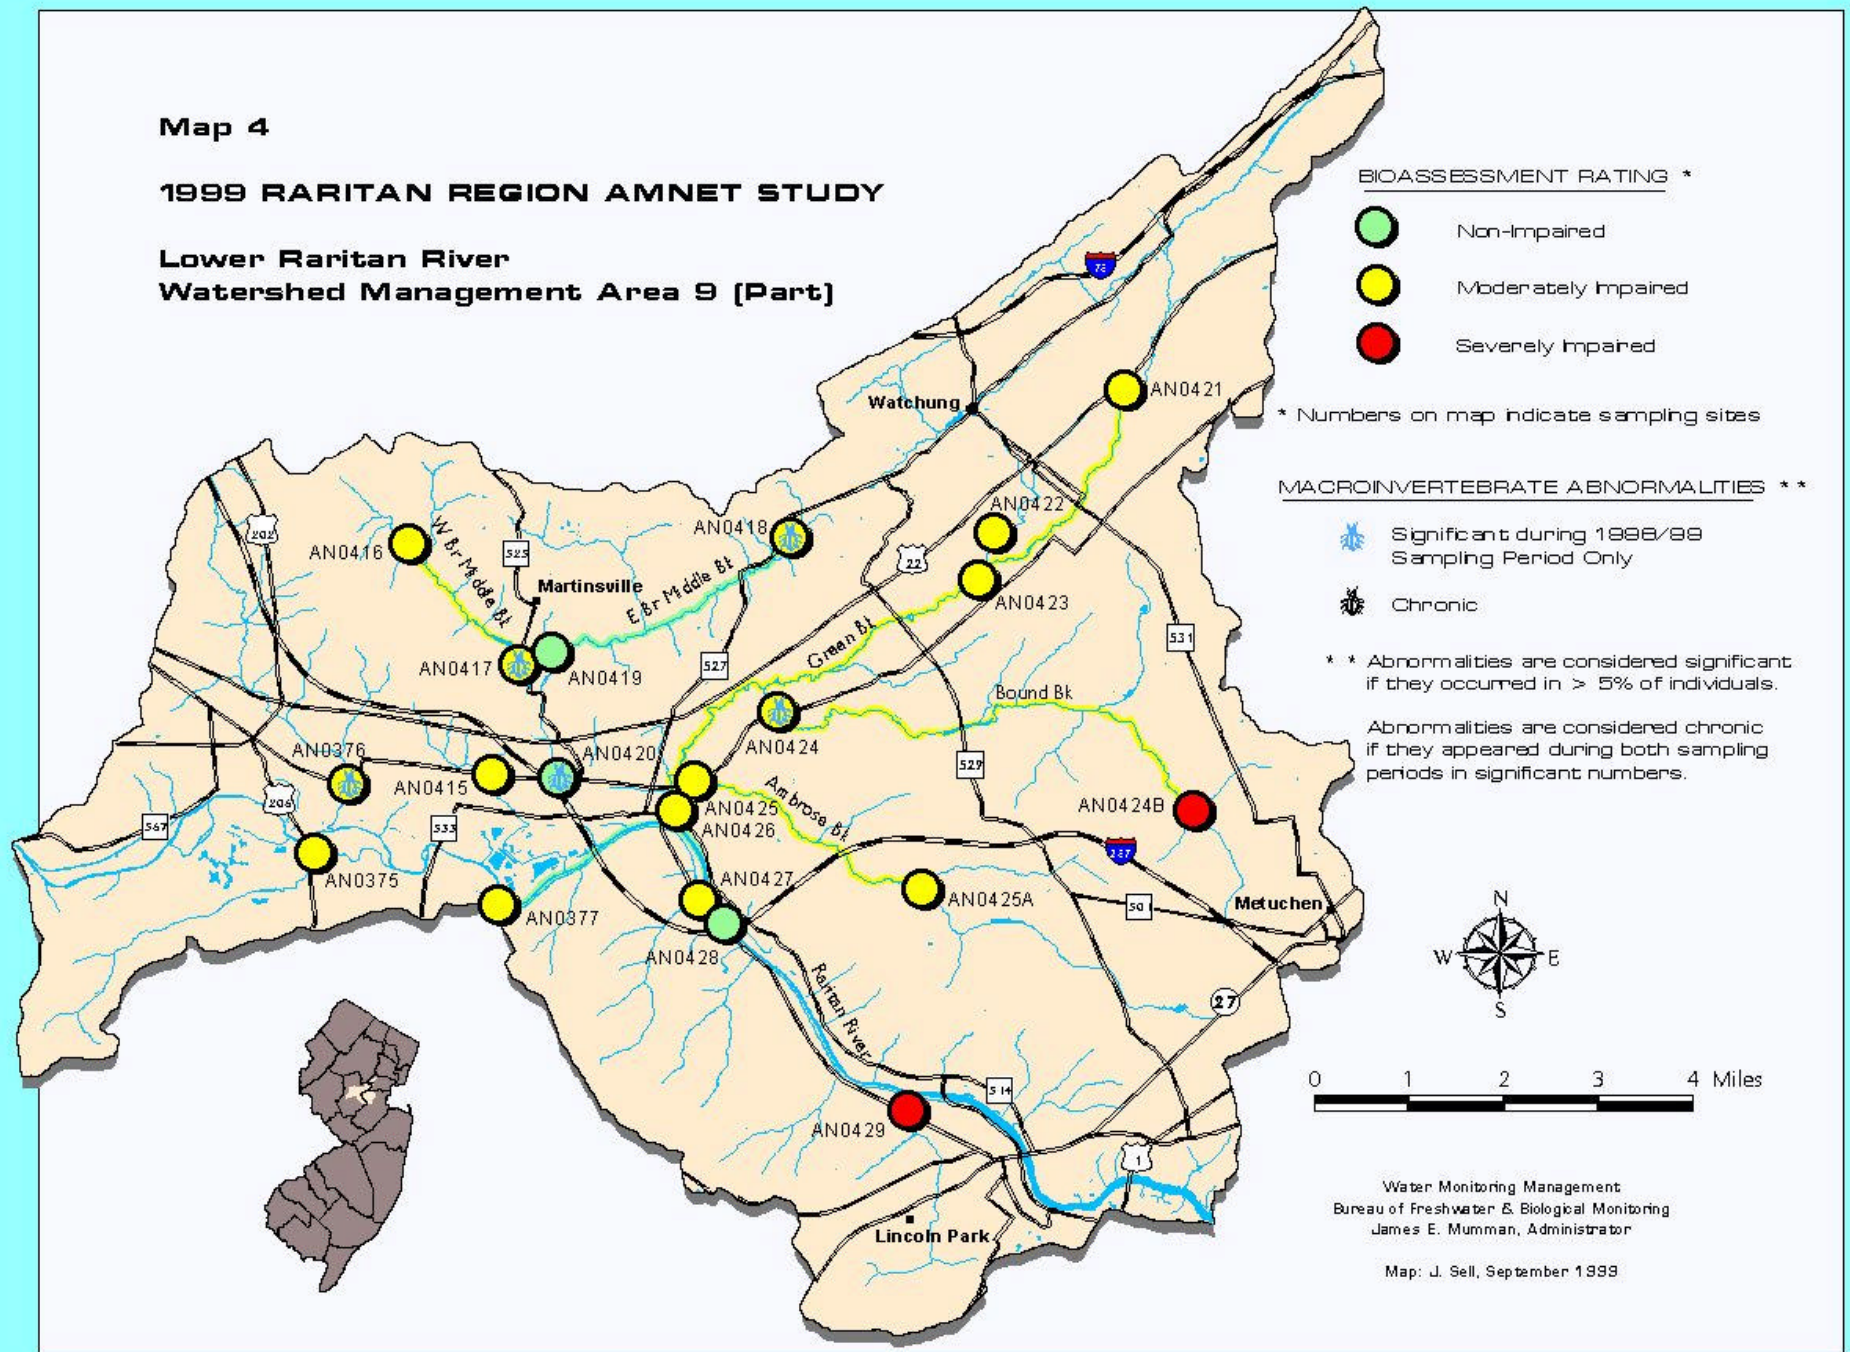 Map 4
1999 RARITAN REGION AMNET STUDY
Lower Raritan River
Watershed Management Area 9 (Part)
BIOASSESSMENT RATING *
Non-Impaired
Moderately Impaired
Severely Impaired
* Numbers on map indicate sampling sites
MACROINVERTEBRATE ABNORMALITIES * *
Significant during 1998/99
Sampling Period Only
Chronic
* * Abnormalities are considered significant
if they occurred in > 5% of individuals.
Abnormalities are considered chronic
if they appeared during both sampling
periods in significant numbers.
78
Watchung
AN0421
AN0422
AN0418
202
AN0416
W Br Middle Bk
525
22
Martinsville
E Br Middle Bk
AN0423
531
Green Bk
AN0417
AN0419
527
Bound Bk
AN0424
AN0376
AN0420
529
AN0415
Ambrose Bk
206
AN0425
AN0424B
567
533
AN0426
287
AN0375
AN0427
AN0425A
501
Metuchen
AN0377
AN0428
Raritan River
27
514
AN0429
1
Lincoln Park
N
W
E
S
0 1 2 3 4 Miles
Water Monitoring Management
Bureau of Freshwater & Biological Monitoring
James E. Mumman, Administrator
Map: J. Sell, September 1999